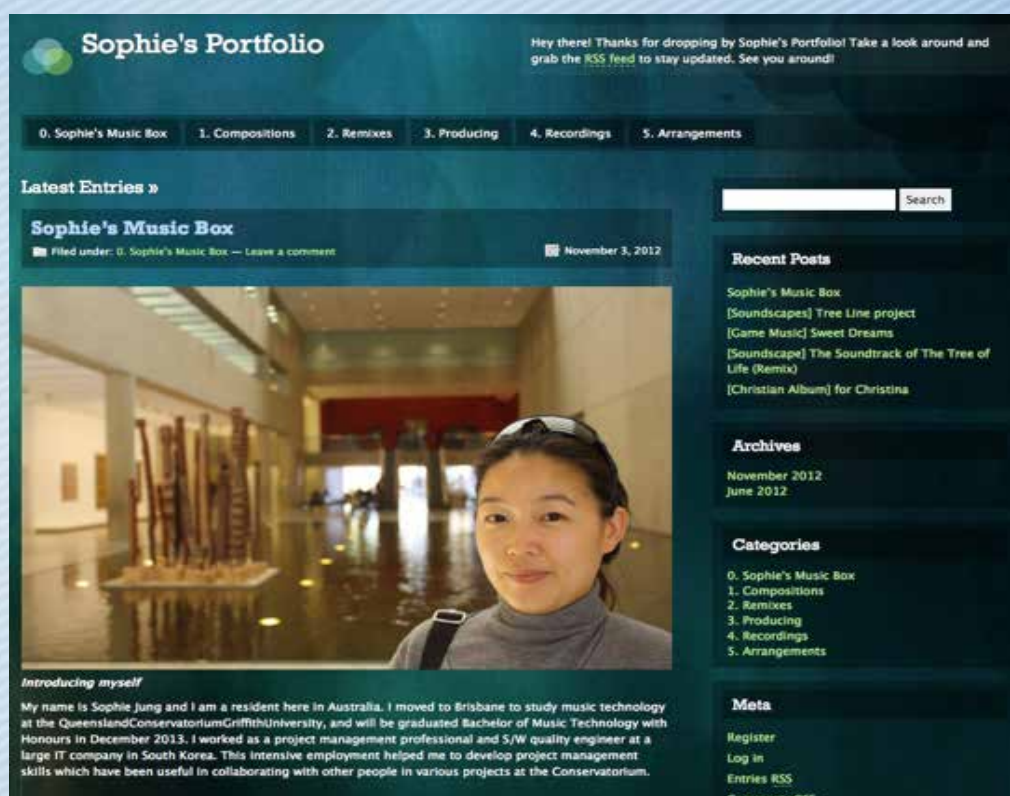 Sophie's Portfolio
Hey there! Thanks for dropping by Sophie's Portfolio! Take a look around and
grab the RSS feed to stay updated. See you around!
0. Sophie's Music Box
1. Compositions
2. Remixes
3. Producing
4. Recordings
5. Arrangements
Latest Entries »
Sophie's Music Box
Filed under: 0. Sophie's Music Box — Leave a comment
November 3, 2012
Introducing myself
My name is Sophie Jung and I am a resident here in Australia. I moved to Brisbane to study music technology
at the QueenslandConservatoriumGriffithUniversity, and will be graduated Bachelor of Music Technology with
Honours in December 2013. I worked as a project management professional and S/W quality engineer at a
large IT company in South Korea. This intensive employment helped me to develop project management
skills which have been useful in collaborating with other people in various projects at the Conservatorium.
Search
Recent Posts
Sophie's Music Box
[Soundscapes] Tree Line project
[Game Music] Sweet Dreams
[Soundscape] The Soundtrack of The Tree of
Life (Remix)
[Christian Album] for Christina
Archives
November 2012
June 2012
Categories
0. Sophie's Music Box
1. Compositions
2. Remixes
3. Producing
4. Recordings
5. Arrangements
Meta
Register
Log in
Entries RSS